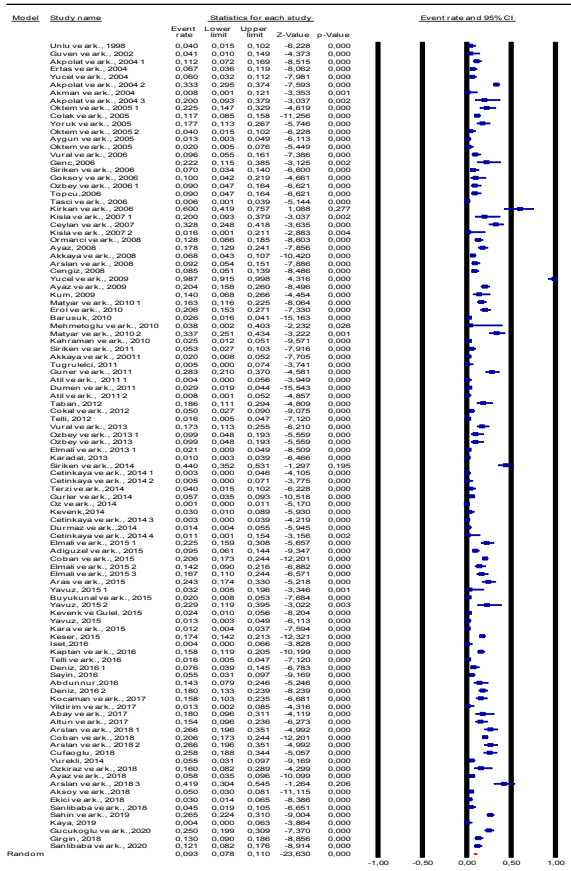 Model Study name Statistics for each study Event rate and 95% CI
Event Lower Upper
rate limit limit Z-Value p-Value
Unlu ve ark., 1998 0,040 0,015 0,102 -6,228 0,000
Guven ve ark., 2002 0,041 0,010 0,149 -4,373 0,000
Akpolat ve ark., 2004 1 0,112 0,072 0,169 -8,515 0,000
Ertas ve ark., 2004 0,067 0,036 0,119 -8,062 0,000
Yucel ve ark., 2004 0,060 0,032 0,112 -7,981 0,000
Akpolat ve ark., 2004 2 0,333 0,295 0,374 -7,593 0,000
Akman ve ark., 2004 0,008 0,001 0,121 -3,353 0,001
Akpolat ve ark., 2004 3 0,200 0,093 0,379 -3,037 0,002
Oktem ve ark., 2005 1 0,225 0,147 0,329 -4,619 0,000
Colak ve ark., 2005 0,117 0,085 0,158 -11,256 0,000
Yoruk ve ark., 2005 0,177 0,113 0,267 -5,746 0,000
Oktem ve ark., 2005 2 0,040 0,015 0,102 -6,228 0,000
Aygun ve ark., 2005 0,013 0,003 0,049 -6,113 0,000
Oktem ve ark., 2005 0,020 0,005 0,076 -5,449 0,000
Vural ve ark., 2006 0,096 0,055 0,161 -7,386 0,000
Genc,2006 0,222 0,115 0,385 -3,125 0,002
Siriken ve ark., 2006 0,070 0,034 0,140 -6,600 0,000
Goksoy ve ark., 2006 0,100 0,042 0,219 -4,661 0,000
Ozbey ve ark., 2006 1 0,090 0,047 0,164 -6,621 0,000
Topcu, 2006 0,090 0,047 0,164 -6,621 0,000
Tasci ve ark., 2006 0,006 0,001 0,039 -5,144 0,000
Kirkan ve ark., 2006 0,600 0,419 0,757 1,088 0,277
Kisla ve ark., 2007 1 0,200 0,093 0,379 -3,037 0,002
Ceylan ve ark., 2007 0,328 0,248 0,418 -3,635 0,000
Kisla ve ark., 2007 2 0,016 0,001 0,211 -2,883 0,004
Ormanci ve ark., 2008 0,128 0,086 0,185 -8,603 0,000
Ayaz, 2008 0,178 0,129 0,241 -7,856 0,000
Akkaya ve ark., 2008 0,068 0,043 0,107 -10,420 0,000
Arslan ve ark., 2008 0,092 0,054 0,151 -7,886 0,000
Cengiz, 2008 0,085 0,051 0,139 -8,486 0,000
Yucel ve ark., 2009 0,987 0,915 0,998 4,316 0,000
Ayaz ve ark., 2009 0,204 0,158 0,260 -8,496 0,000
Kum, 2009 0,140 0,068 0,266 -4,454 0,000
Matyar ve ark., 2010 1 0,163 0,116 0,225 -8,064 0,000
Erol ve ark., 2010 0,206 0,153 0,271 -7,330 0,000
Barusuk, 2010 0,026 0,016 0,041 -15,163 0,000
Mehmetoglu ve ark., 2010 0,038 0,002 0,403 -2,232 0,026
Matyar ve ark., 2010 2 0,337 0,251 0,434 -3,222 0,001
Kahraman ve ark., 2010 0,025 0,012 0,051 -9,571 0,000
Siriken ve ark., 2011 0,053 0,027 0,103 -7,916 0,000
Akkaya ve ark., 20011 0,020 0,008 0,052 -7,705 0,000
Tugrulelci, 2011 0,005 0,000 0,074 -3,741 0,000
Guner ve ark., 2011 0,283 0,210 0,370 -4,581 0,000
Atil ve ark., 2011 1 0,004 0,000 0,056 -3,949 0,000
Dumen ve ark., 2011 0,029 0,019 0,044 -15,543 0,000
Atil ve ark., 2011 2 0,008 0,001 0,052 -4,857 0,000
Taban, 2012 0,186 0,111 0,294 -4,809 0,000
Cokal ve ark., 2012 0,050 0,027 0,090 -9,075 0,000
Telli, 2012 0,016 0,005 0,047 -7,120 0,000
Vural ve ark., 2013 0,173 0,113 0,255 -6,210 0,000
Ozbey ve ark., 2013 1 0,099 0,048 0,193 -5,559 0,000
Ozbey ve ark., 2013 0,099 0,048 0,193 -5,559 0,000
Elmali ve ark., 2013 1 0,021 0,009 0,049 -8,509 0,000
Karadal, 2013 0,010 0,003 0,039 -6,466 0,000
Siriken ve ark., 2014 0,440 0,352 0,531 -1,297 0,195
Cetinkaya ve ark., 2014 1 0,003 0,000 0,046 -4,105 0,000
Cetinkaya ve ark., 2014 2 0,005 0,000 0,071 -3,775 0,000
Terzi ve ark., 2014 0,040 0,015 0,102 -6,228 0,000
Gurler ve ark., 2014 0,057 0,035 0,093 -10,518 0,000
Oz ve ark., 2014 0,001 0,000 0,011 -5,170 0,000
Kevenk,2014 0,030 0,010 0,089 -5,930 0,000
Cetinkaya ve ark., 2014 3 0,003 0,000 0,039 -4,219 0,000
Durmaz ve ark., 2014 0,014 0,004 0,055 -5,945 0,000
Cetinkaya ve ark., 2014 4 0,011 0,001 0,154 -3,156 0,002
Elmali ve ark., 2015 1 0,225 0,159 0,308 -5,657 0,000
Adiguzel ve ark., 2015 0,095 0,061 0,144 -9,347 0,000
Coban ve ark., 2015 0,206 0,173 0,244 -12,201 0,000
Elmali ve ark., 2015 2 0,142 0,090 0,216 -6,882 0,000
Elmali ve ark., 2015 3 0,167 0,110 0,244 -6,571 0,000
Aras ve ark., 2015 0,243 0,174 0,330 -5,218 0,000
Yavuz, 2015 1 0,032 0,005 0,196 -3,346 0,001
Buyukunal ve ark., 2015 0,020 0,008 0,053 -7,684 0,000
Yavuz, 2015 2 0,229 0,119 0,395 -3,022 0,003
Kevenk ve Gulel, 2015 0,024 0,010 0,056 -8,204 0,000
Yavuz, 2015 0,013 0,003 0,049 -6,113 0,000
Kara ve ark., 2015 0,012 0,004 0,037 -7,594 0,000
Keser, 2015 0,174 0,142 0,213 -12,321 0,000
Iset,2016 0,004 0,000 0,066 -3,828 0,000
Kaptan ve ark., 2016 0,158 0,119 0,205 -10,199 0,000
Telli ve ark., 2016 0,016 0,005 0,047 -7,120 0,000
Deniz, 2016 1 0,076 0,039 0,145 -6,783 0,000
Sayin, 2016 0,055 0,031 0,097 -9,169 0,000
Abdunnur, 2016 0,143 0,079 0,246 -5,246 0,000
Deniz, 2016 2 0,180 0,133 0,239 -8,239 0,000
Kocaman ve ark., 2017 0,158 0,103 0,235 -6,681 0,000
Yildirim ve ark., 2017 0,013 0,002 0,085 -4,316 0,000
Abay ve ark., 2017 0,180 0,096 0,311 -4,119 0,000
Altun ve ark., 2017 0,154 0,096 0,236 -6,273 0,000
Arslan ve ark., 2018 1 0,266 0,196 0,351 -4,992 0,000
Coban ve ark., 2018 0,206 0,173 0,244 -12,201 0,000
Arslan ve ark., 2018 2 0,266 0,196 0,351 -4,992 0,000
Cufaoglu, 2018 0,258 0,188 0,344 -5,057 0,000
Yurekli, 2014 0,055 0,031 0,097 -9,169 0,000
Ozkiraz ve ark., 2018 0,160 0,082 0,289 -4,299 0,000
Ayaz ve ark., 2018 0,058 0,035 0,096 -10,099 0,000
Arslan ve ark., 2018 3 0,419 0,304 0,545 -1,264 0,206
Aksoy ve ark., 2018 0,050 0,030 0,081 -11,115 0,000
Ekici ve ark., 2018 0,030 0,014 0,065 -8,386 0,000
Sanlibaba ve ark., 2018 0,045 0,019 0,105 -6,651 0,000
Sahin ve ark., 2019 0,265 0,224 0,310 -9,004 0,000
Kaya, 2019 0,004 0,000 0,063 -3,864 0,000
Gucukoglu ve ark.,2020 0,250 0,199 0,309 -7,370 0,000
Girgin, 2018 0,130 0,090 0,186 -8,856 0,000
Sanlibaba ve ark., 2020 0,121 0,082 0,176 -8,914 0,000
Random 0,093 0,078 0,110 -23,630 0,000
-1,00 0,00 0,50 1,00